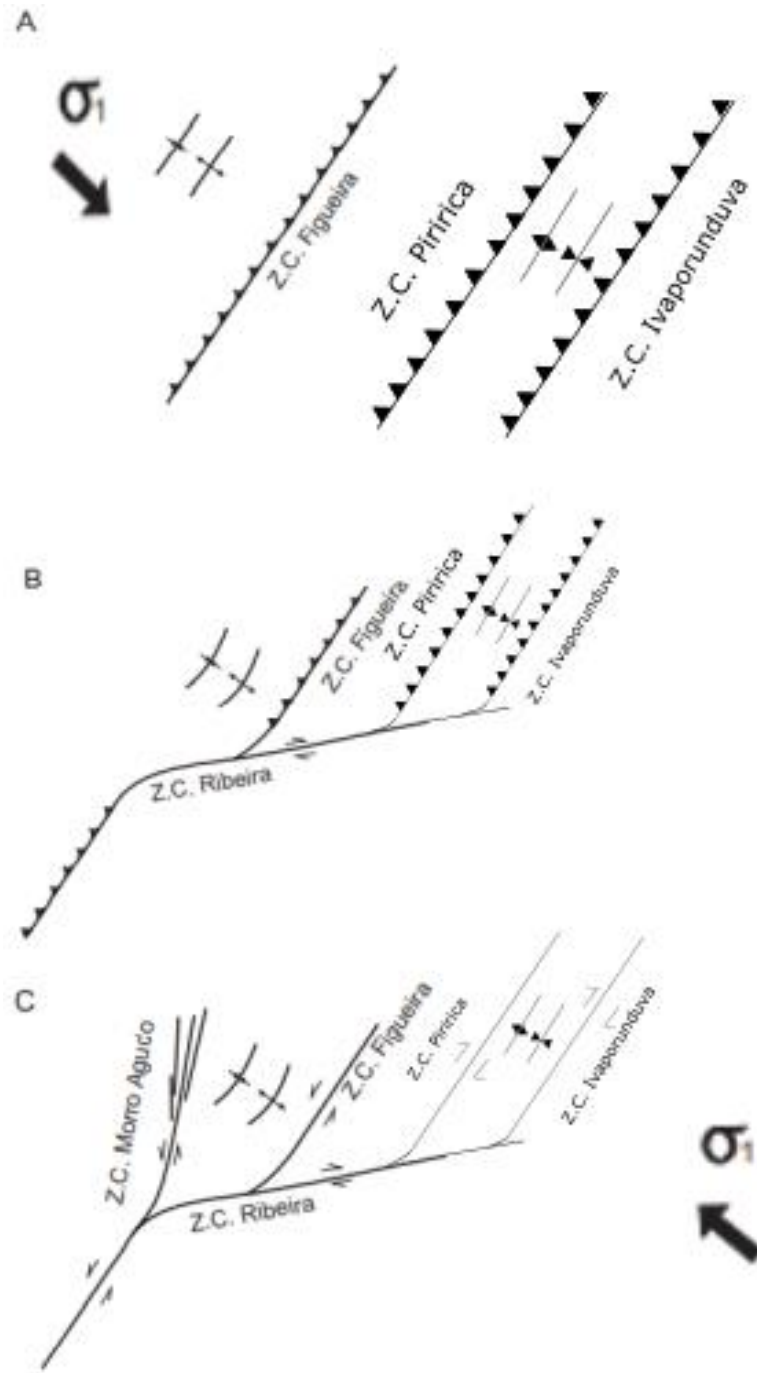 A
σ1
Z.C. Figueira
Z.C. Piririca
Z.C. Ivaporunduva
B
Z.C. Figueira
Z.C. Piririca
Z.C. Ivaporunduva
Z.C. Ribeira
C
Z.C. Morro Agudo
Z.C. Figueira
Z.C. Piririca
Z.C. Ivaporunduva
Z.C. Ribeira
σ1